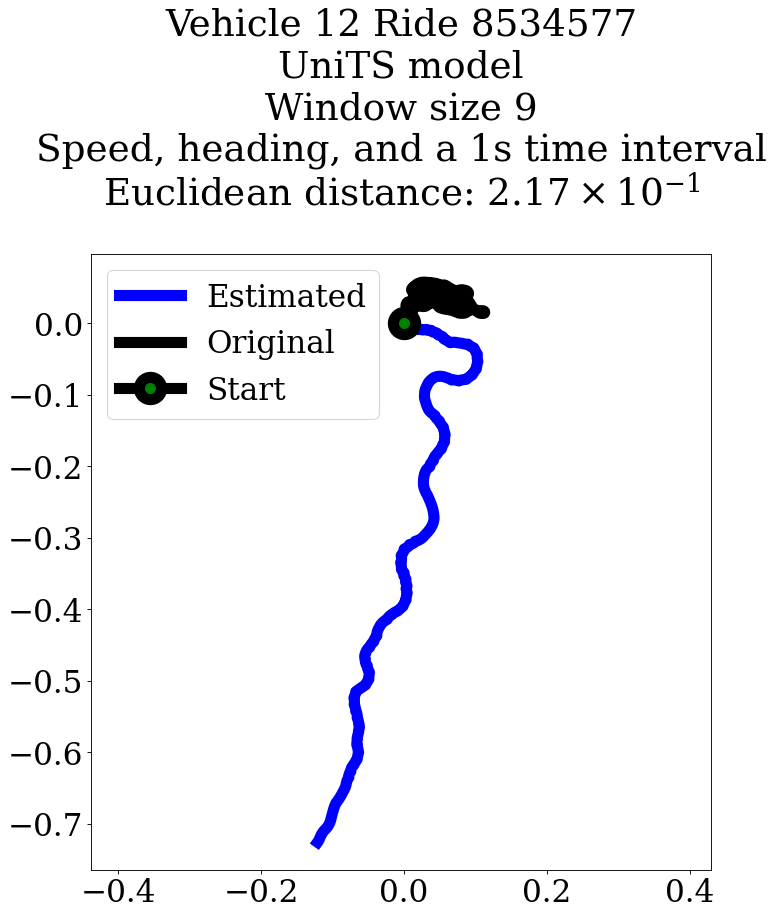 Vehicle 12 Ride 8534577
UniTS model
Window size 9
Speed, heading, and a 1s time interval
Euclidean distance: 2.17 × 10⁻¹
Estimated
Original
Start
0.0
−0.1
−0.2
−0.3
−0.4
−0.5
−0.6
−0.7
−0.4 −0.2 0.0 0.2 0.4